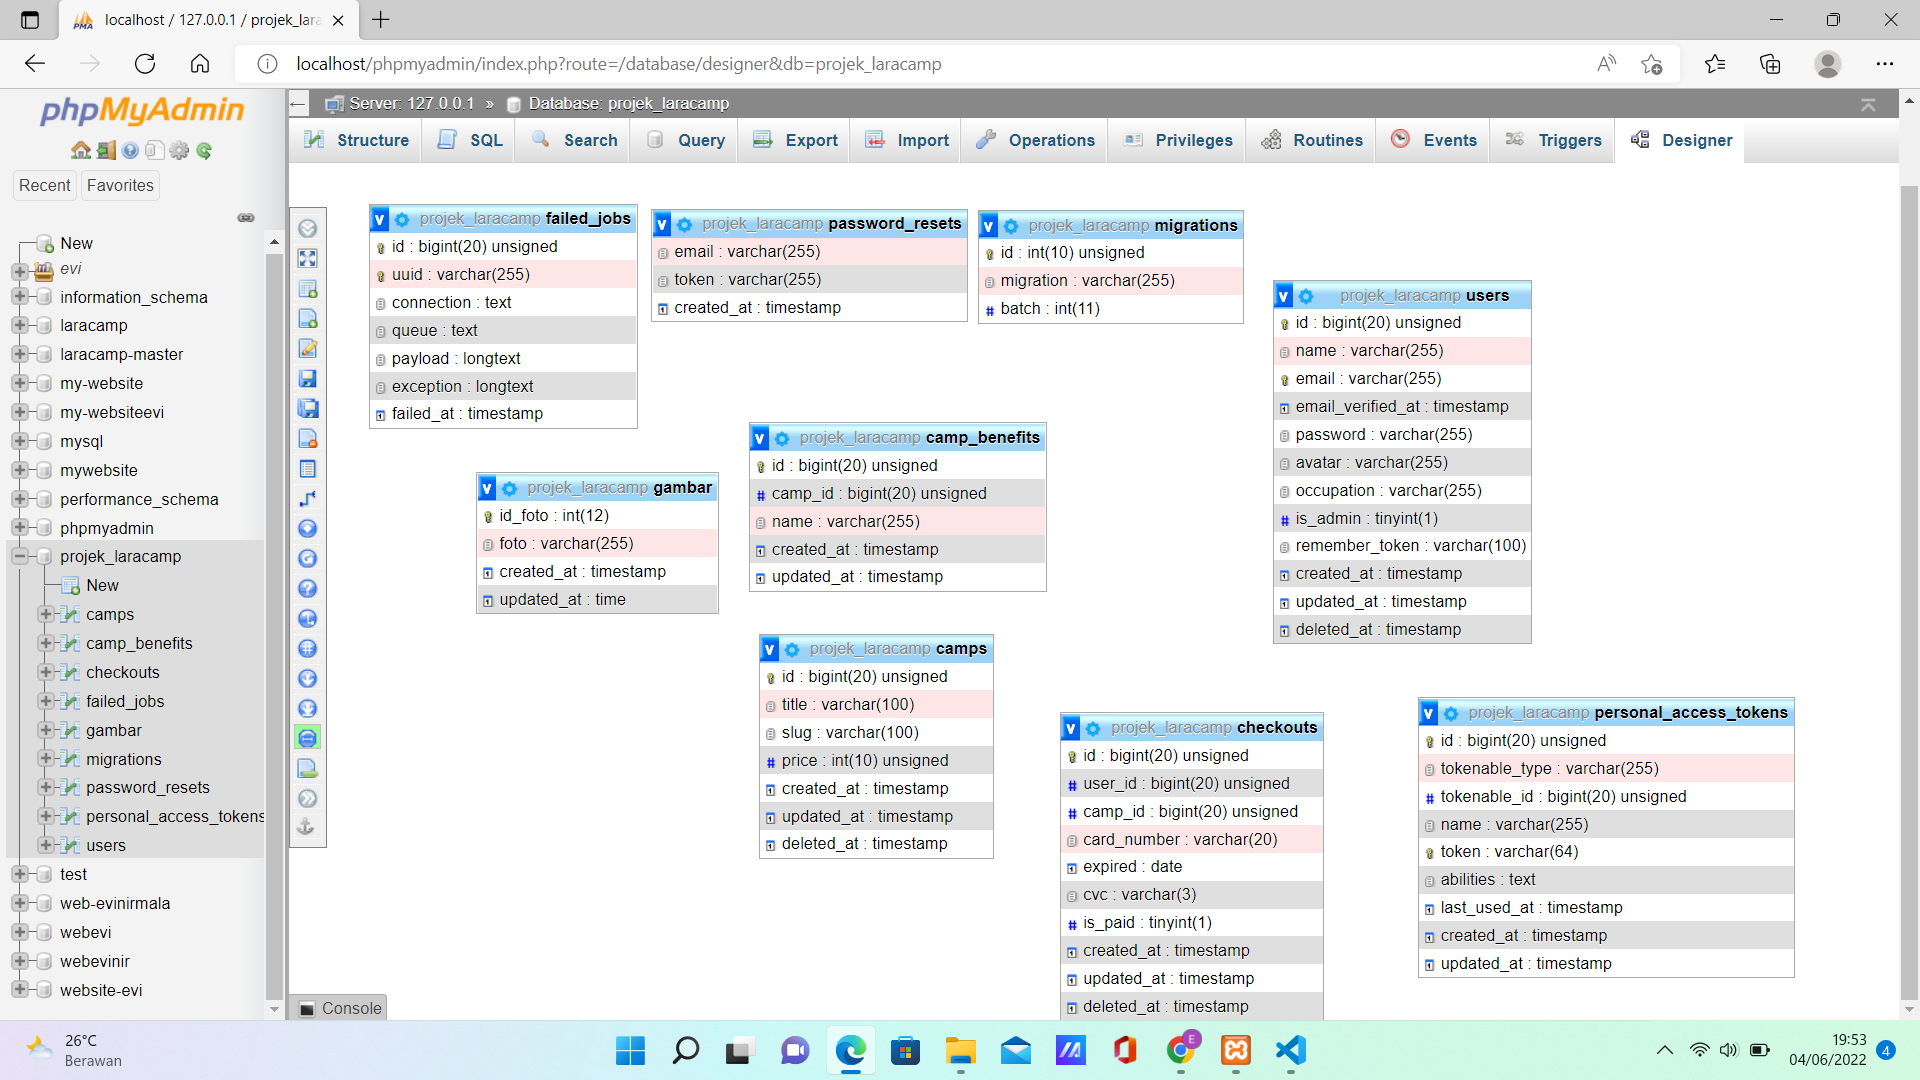 localhost / 127.0.0.1 / projek_lara
localhost/phpmyadmin/index.php?route=/database/designer&db=projek_laracamp
phpMyAdmin
Recent
Favorites
New
evi
information_schema
laracamp
laracamp-master
my-website
my-websiteevi
mysql
mywebsite
performance_schema
phpmyadmin
projek_laracamp
New
camps
camp_benefits
checkouts
failed_jobs
gambar
migrations
password_resets
personal_access_tokens
users
test
web-evinirmala
webevi
webevinir
website-evi
Server: 127.0.0.1 » Database: projek_laracamp
Structure
SQL
Search
Query
Export
Import
Operations
Privileges
Routines
Events
Triggers
Designer
v projek_laracamp failed_jobs
id : bigint(20) unsigned
uuid : varchar(255)
connection : text
queue : text
payload : longtext
exception : longtext
failed_at : timestamp
v projek_laracamp password_resets
email : varchar(255)
token : varchar(255)
created_at : timestamp
v projek_laracamp migrations
id : int(10) unsigned
migration : varchar(255)
# batch : int(11)
v projek_laracamp users
id : bigint(20) unsigned
name : varchar(255)
email : varchar(255)
email_verified_at : timestamp
password : varchar(255)
avatar : varchar(255)
occupation : varchar(255)
# is_admin : tinyint(1)
remember_token : varchar(100)
created_at : timestamp
updated_at : timestamp
deleted_at : timestamp
v projek_laracamp gambar
id_foto : int(12)
foto : varchar(255)
created_at : timestamp
updated_at : time
v projek_laracamp camp_benefits
id : bigint(20) unsigned
# camp_id : bigint(20) unsigned
name : varchar(255)
created_at : timestamp
updated_at : timestamp
v projek_laracamp camps
id : bigint(20) unsigned
title : varchar(100)
slug : varchar(100)
# price : int(10) unsigned
created_at : timestamp
updated_at : timestamp
deleted_at : timestamp
v projek_laracamp checkouts
id : bigint(20) unsigned
# user_id : bigint(20) unsigned
# camp_id : bigint(20) unsigned
card_number : varchar(20)
expired : date
cvc : varchar(3)
# is_paid : tinyint(1)
created_at : timestamp
updated_at : timestamp
deleted_at : timestamp
v projek_laracamp personal_access_tokens
id : bigint(20) unsigned
tokenable_type : varchar(255)
# tokenable_id : bigint(20) unsigned
name : varchar(255)
token : varchar(64)
abilities : text
last_used_at : timestamp
created_at : timestamp
updated_at : timestamp
Console
26°C
Berawan
19:53
04/06/2022
4